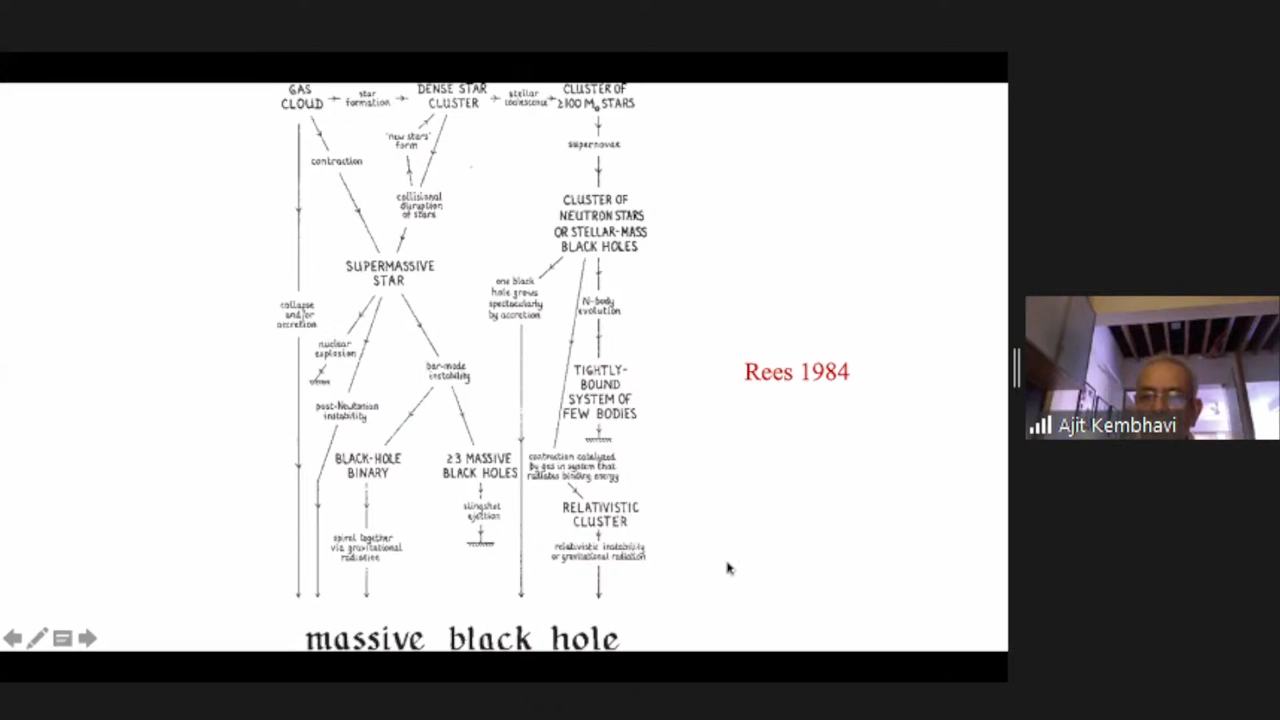 GAS
CLOUD
star
formation
DENSE STAR
CLUSTER
stellar
coalescence
CLUSTER OF
≥100 M⊙ STARS
'new stars'
form
supernovae
contraction
collisional
disruption
of stars
CLUSTER OF
NEUTRON STARS
OR STELLAR-MASS
BLACK HOLES
SUPERMASSIVE
STAR
one black
hole grows
spectacularly
by accretion
N-body
evolution
collapse
and/or
accretion
nuclear
explosion
bar-mode
instability
TIGHTLY-
BOUND
SYSTEM OF
FEW BODIES
Rees 1984
post-Newtonian
instability
BLACK-HOLE
BINARY
≥3 MASSIVE
BLACK HOLES
contraction catalyzed
by gas in system that
radiates binding energy
slingshot
ejection
RELATIVISTIC
CLUSTER
spiral together
via gravitational
radiation
relativistic instability
or gravitational radiation
massive black hole
Ajit Kembhavi